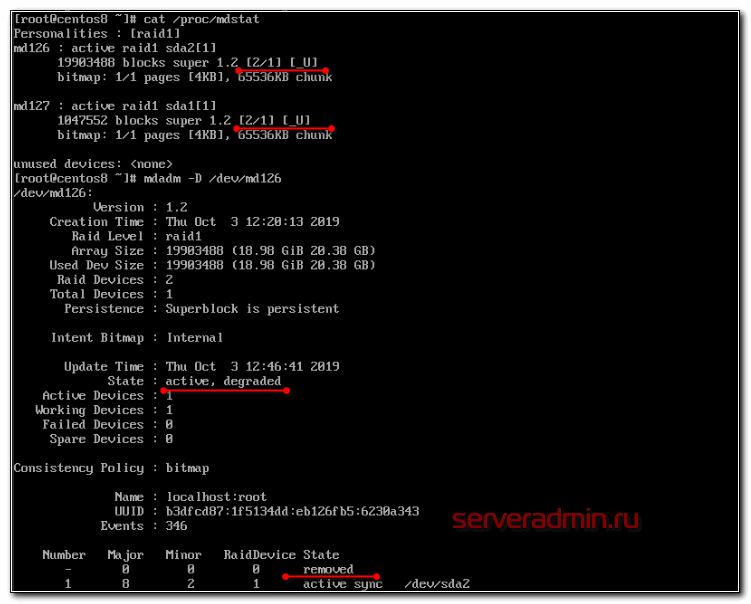 [root@centos8 ~]# cat /proc/mdstat
Personalities : [raid1]
md126 : active raid1 sda2[1]
      19903488 blocks super 1.2 [2/1] [_U]
      bitmap: 1/1 pages [4KB], 65536KB chunk
md127 : active raid1 sda1[1]
      1047552 blocks super 1.2 [2/1] [_U]
      bitmap: 1/1 pages [4KB], 65536KB chunk
unused devices: <none>
[root@centos8 ~]# mdadm -D /dev/md126
/dev/md126:
           Version : 1.2
     Creation Time : Thu Oct  3 12:20:13 2019
        Raid Level : raid1
        Array Size : 19903488 (18.98 GiB 20.38 GB)
     Used Dev Size : 19903488 (18.98 GiB 20.38 GB)
      Raid Devices : 2
     Total Devices : 1
       Persistence : Superblock is persistent
     Intent Bitmap : Internal
       Update Time : Thu Oct  3 12:46:41 2019
             State : active, degraded
    Active Devices : 1
   Working Devices : 1
    Failed Devices : 0
     Spare Devices : 0
Consistency Policy : bitmap
              Name : localhost:root
              UUID : b3dfcd87:1f5134dd:eb126fb5:6230a343
            Events : 346
serveradmin.ru
    Number   Major   Minor   RaidDevice State
       -       0        0        0      removed
       1       8        2        1      active sync   /dev/sda2